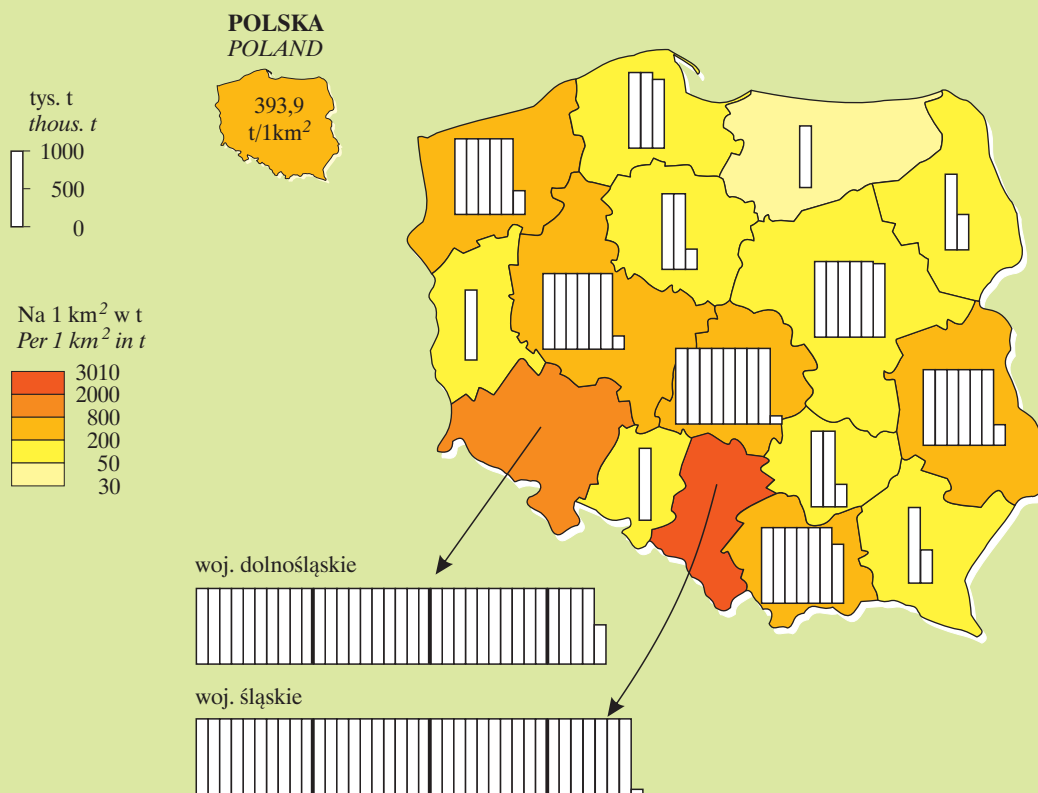 POLSKA
POLAND
393,9
t/1km²
tys. t
thous. t
1000
500
0
Na 1 km² w t
Per 1 km² in t
3010
2000
800
200
50
30
woj. dolnośląskie
woj. śląskie